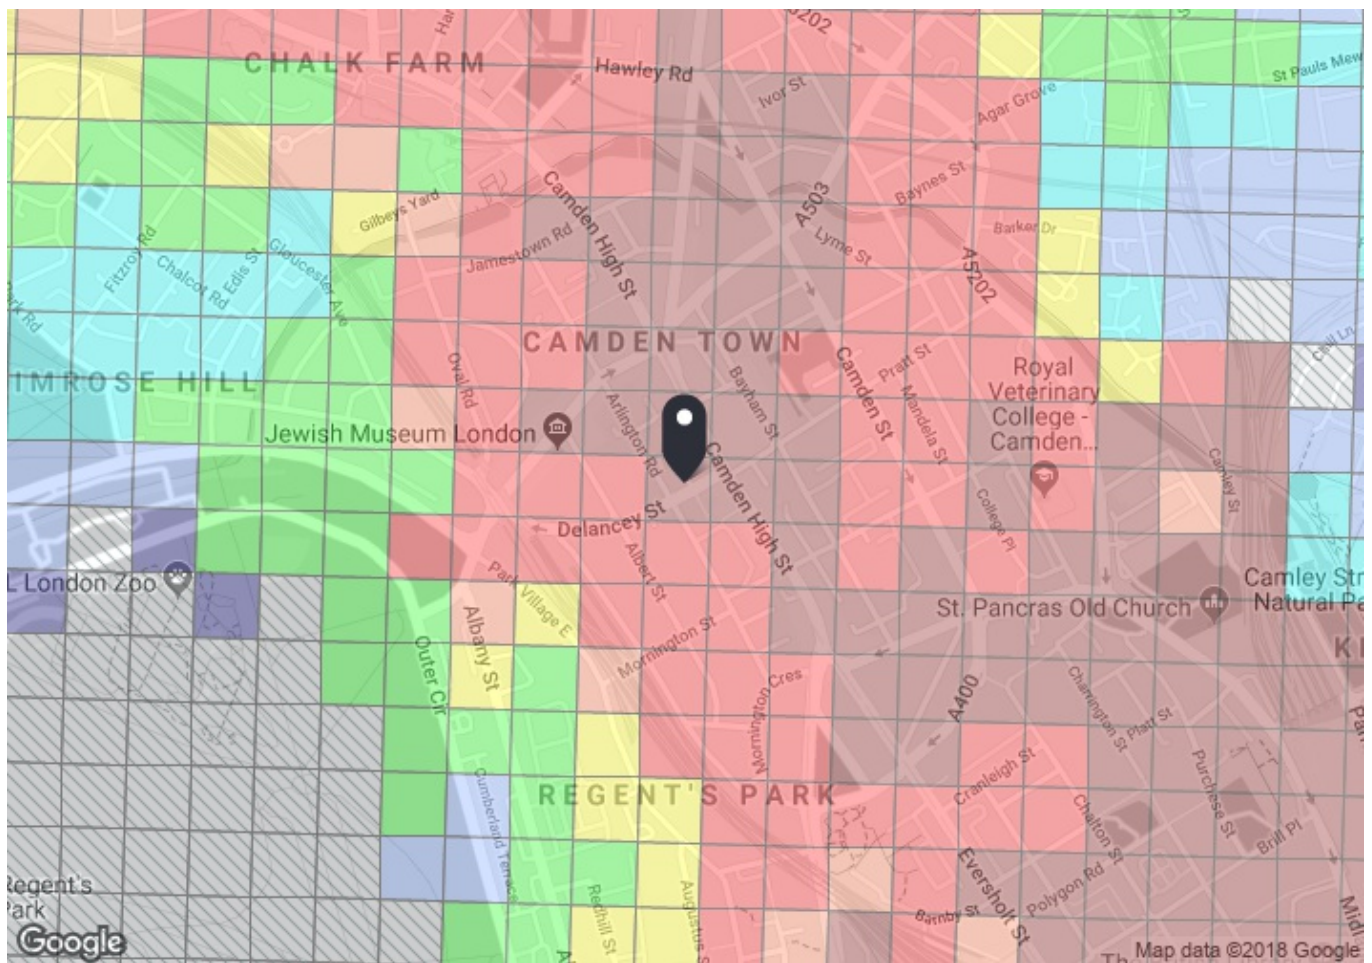 5202
CHALK FARM
Hawley Rd
St Pauls Mew
Ivor St
Agar Grove
Gilbeys Yard
Camden High St
A503
Baynes St
Barker Dr
Fitzroy Rd
Chalcot Rd
Edis St
Gloucester Ave
Jamestown Rd
Lyme St
A5202
Park Rd
CAMDEN TOWN
IMROSE HILL
Oval Rd
Arlington Rd
Bayham St
Camden St
Pratt St
Mandela St
Royal
Veterinary
College -
Camden...
Jewish Museum London
Camden High St
Camley St
College Pl
Delancey St
L London Zoo
Albert St
Park Village E
St. Pancras Old Church
Camley Str
Natural Pa
Albany St
Outer Cir
Mornington St
Mornington Cres
A400
Charrington St
Platt St
Purchese St
REGENT'S PARK
Cranleigh St
Chalton St
Brill Pl
Cumberland Terrace
Eversholt St
Polygon Rd
Barnby St
Regent's
Park
Redhill St
Augustus S
Midl
Google
Map data ©2018 Google